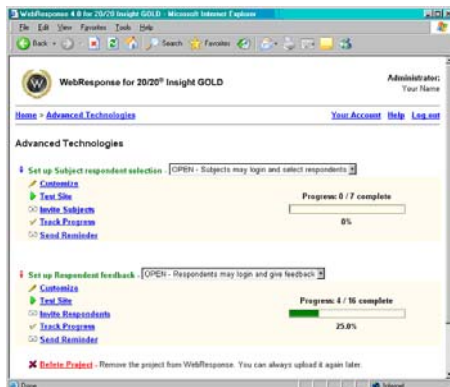 WebResponse 4.0 for 20/20 Insight GOLD - Microsoft Internet Explorer
File Edit View Favorites Tools Help
Back Search Favorites
WebResponse for 20/20® Insight GOLD
Administrator:
Your Name
Home > Advanced Technologies Your Account Help Log out
Advanced Technologies
Set up Subject respondent selection - OPEN - Subjects may login and select respondents
Customize
Test Site Progress: 0 / 7 complete
Invite Subjects
Track Progress 0%
Send Reminder
Set up Respondent feedback - OPEN - Respondents may login and give feedback
Customize
Test Site Progress: 4 / 16 complete
Invite Respondents
Track Progress 25.0%
Send Reminder
Delete Project - Remove the project from WebResponse. You can always upload it again later.
Done Internet